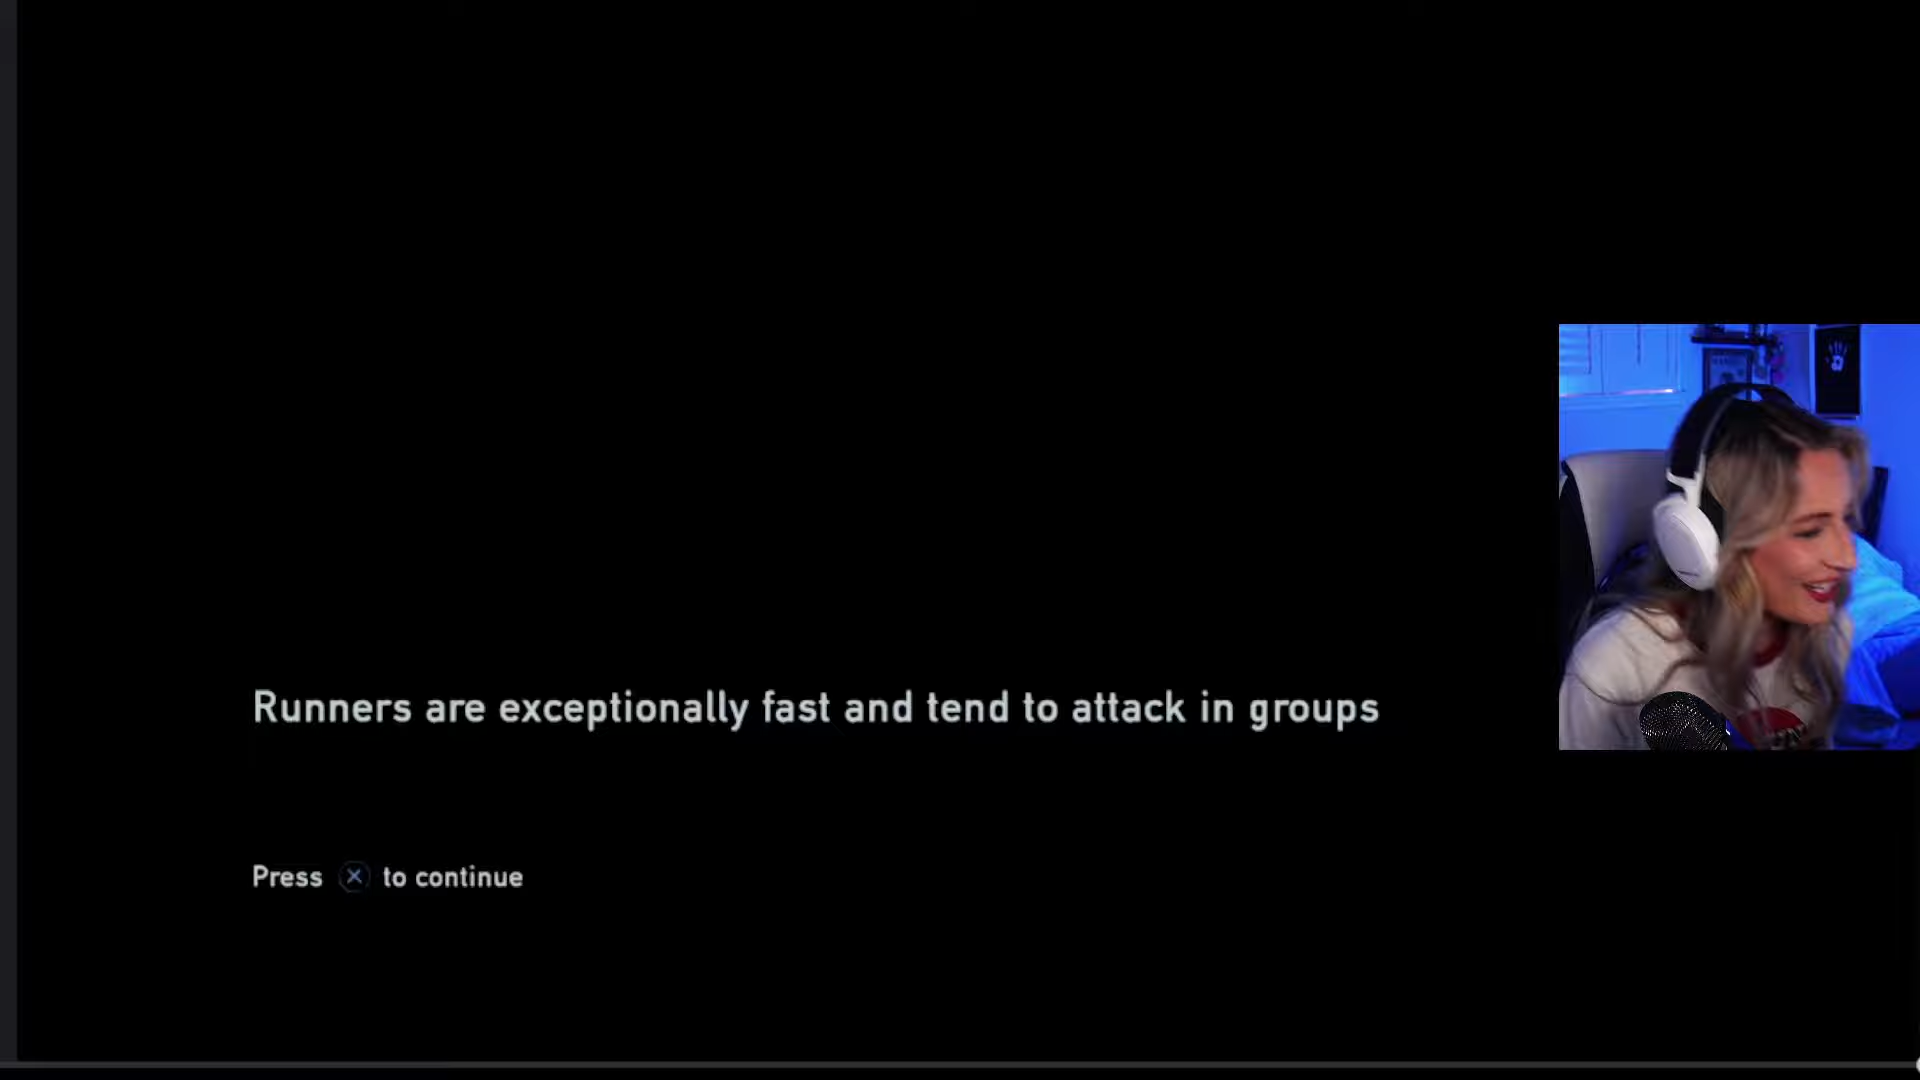 Runners are exceptionally fast and tend to attack in groups
Press ⓧ to continue